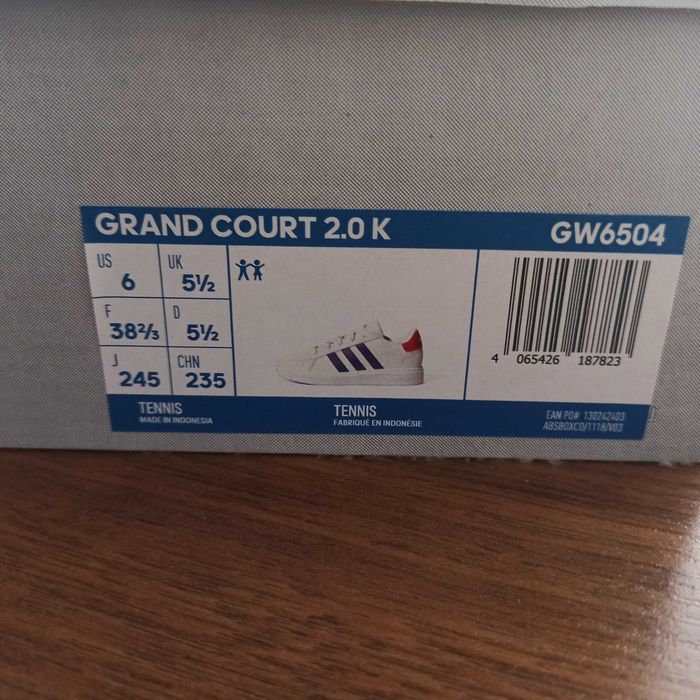 GRAND COURT 2.0 K
GW6504
US
6
UK
5½
F
38⅔
D
5½
J
245
CHN
235
4 065426 187823
TENNIS
MADE IN INDONESIA
TENNIS
FABRIQUÉ EN INDONÉSIE
EAN PO# 130242403
ABSBOXCO/1118/V03